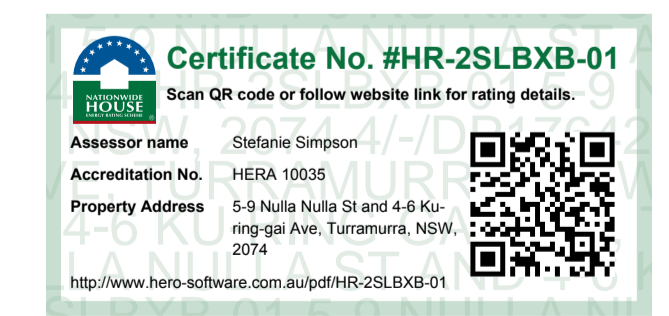 Certificate No. #HR-2SLBXB-01
Scan QR code or follow website link for rating details.
NATIONWIDE
HOUSE
ENERGY RATING SCHEME
®
Assessor name Stefanie Simpson
Accreditation No. HERA 10035
Property Address 5-9 Nulla Nulla St and 4-6 Ku-
ring-gai Ave, Turramurra, NSW,
2074
http://www.hero-software.com.au/pdf/HR-2SLBXB-01